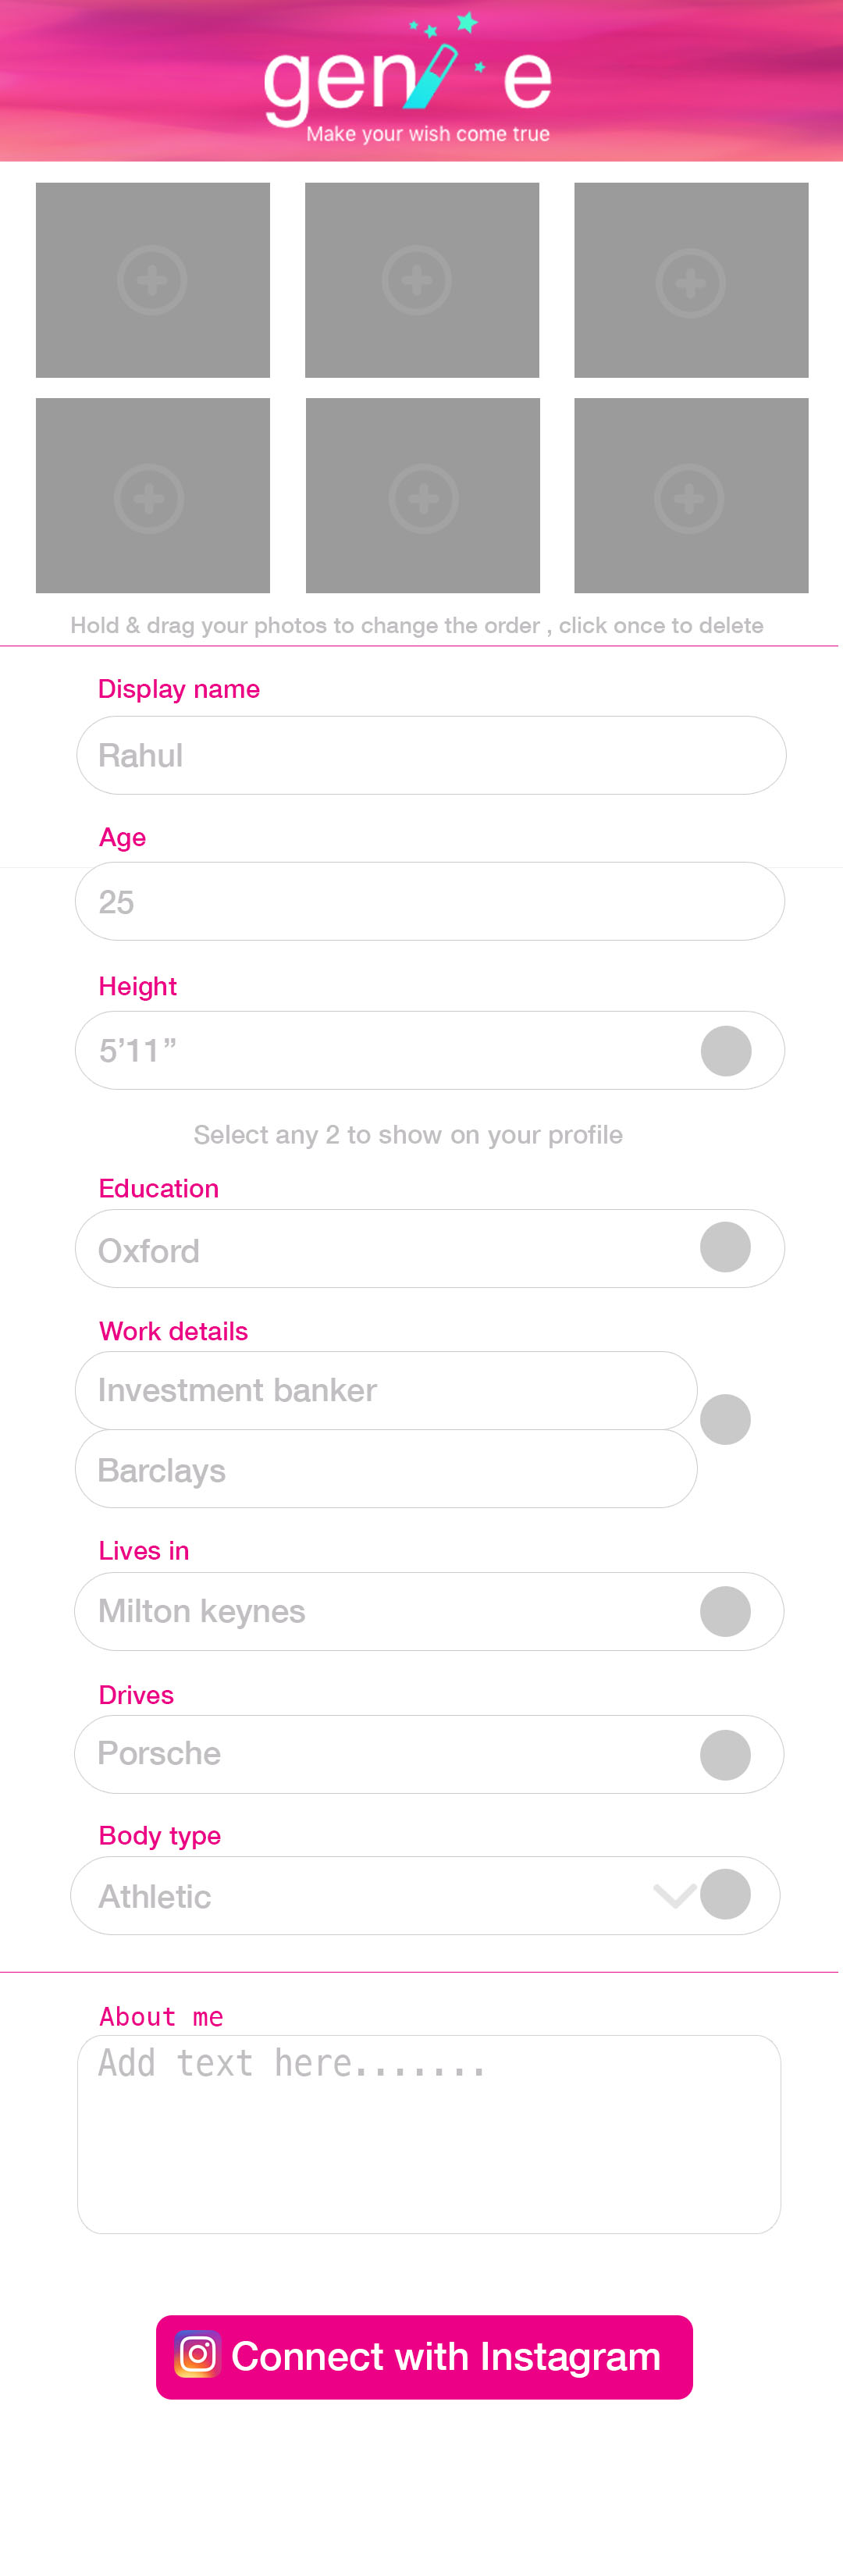 genie
Make your wish come true
Hold & drag your photos to change the order , click once to delete
Display name
Rahul
Age
25
Height
5’11”
Select any 2 to show on your profile
Education
Oxford
Work details
Investment banker
Barclays
Lives in
Milton keynes
Drives
Porsche
Body type
Athletic
About me
Add text here.......
Connect with Instagram